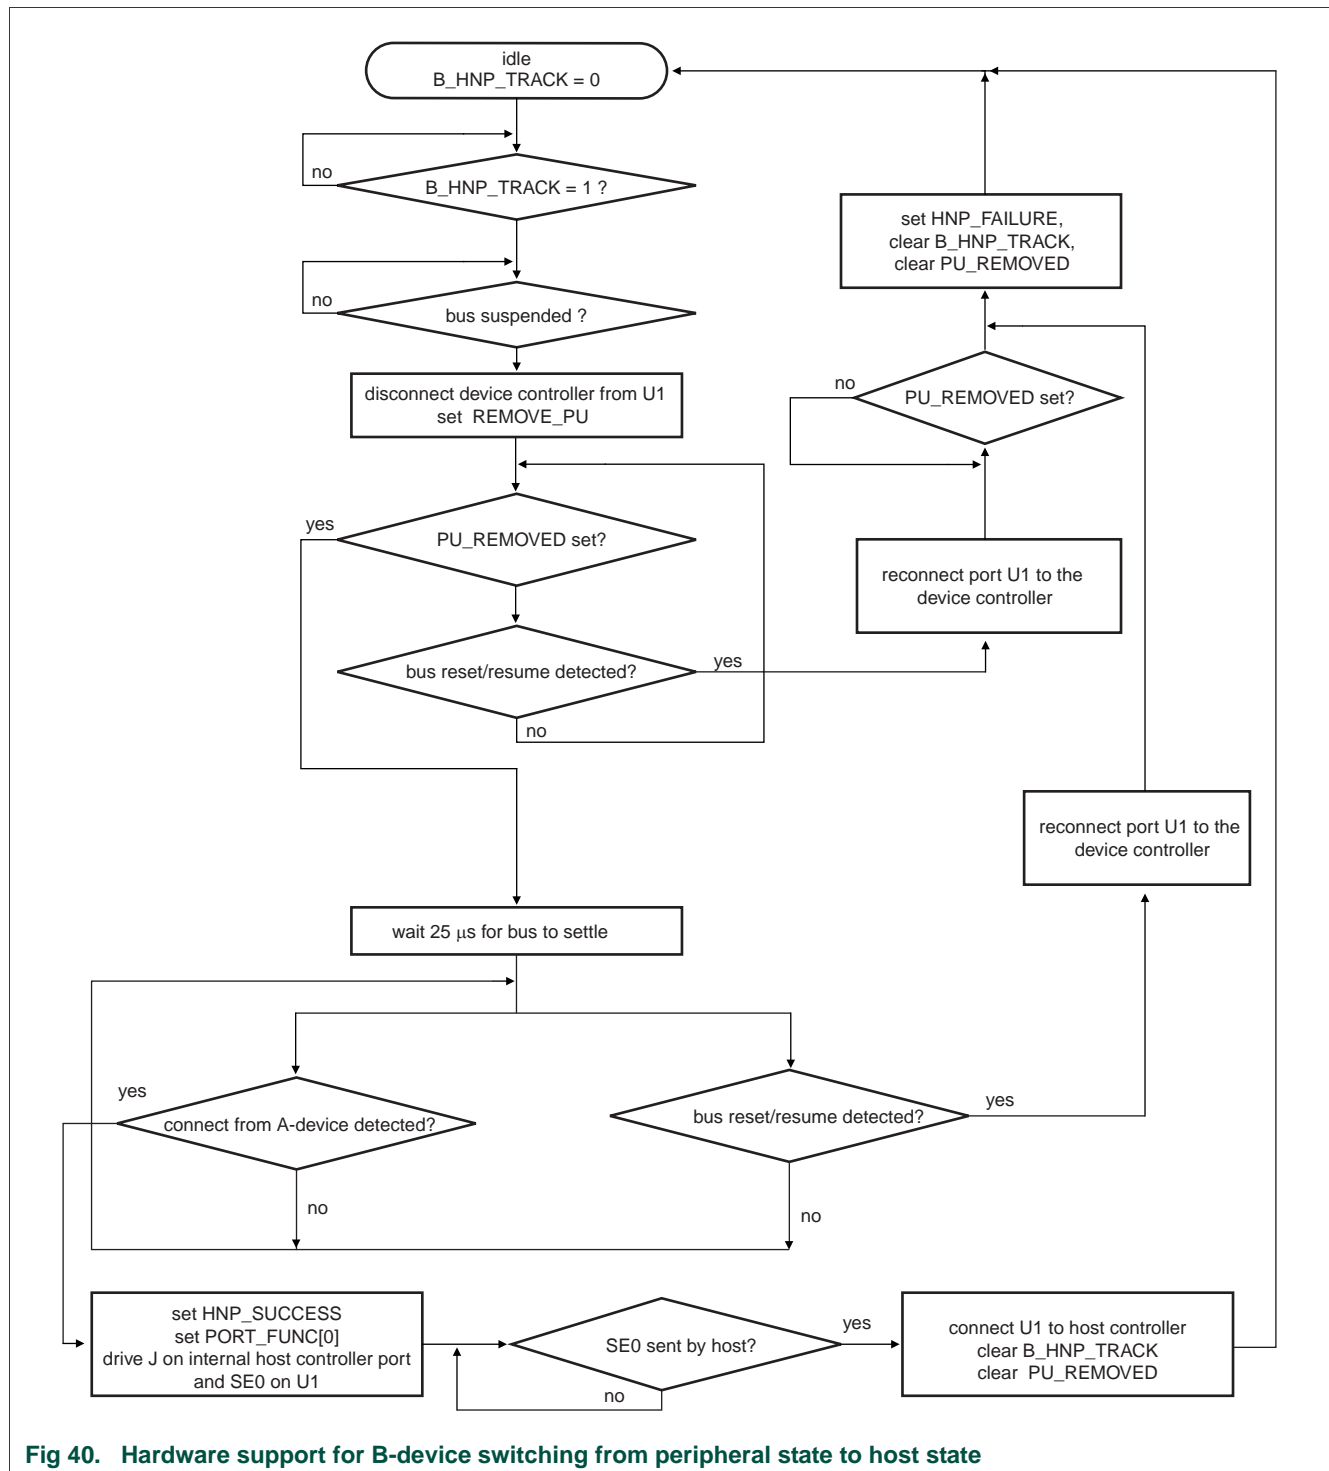 idle
B_HNP_TRACK = 0
no
B_HNP_TRACK = 1 ?
no
bus suspended ?
disconnect device controller from U1
set REMOVE_PU
yes
PU_REMOVED set?
bus reset/resume detected?
yes
no
set HNP_FAILURE,
clear B_HNP_TRACK,
clear PU_REMOVED
no
PU_REMOVED set?
reconnect port U1 to the
device controller
reconnect port U1 to the
device controller
wait 25 μs for bus to settle
yes
connect from A-device detected?
no
bus reset/resume detected?
yes
no
set HNP_SUCCESS
set PORT_FUNC[0]
drive J on internal host controller port
and SE0 on U1
SE0 sent by host?
yes
no
connect U1 to host controller
clear B_HNP_TRACK
clear PU_REMOVED
Fig 40. Hardware support for B-device switching from peripheral state to host state